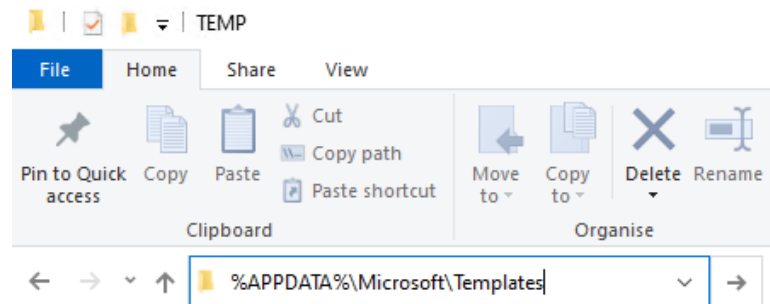 TEMP
File Home Share View
Pin to Quick access
Copy
Paste
Cut
Copy path
Paste shortcut
Move to
Copy to
Delete
Rename
Clipboard
Organise
%APPDATA%\Microsoft\Templates